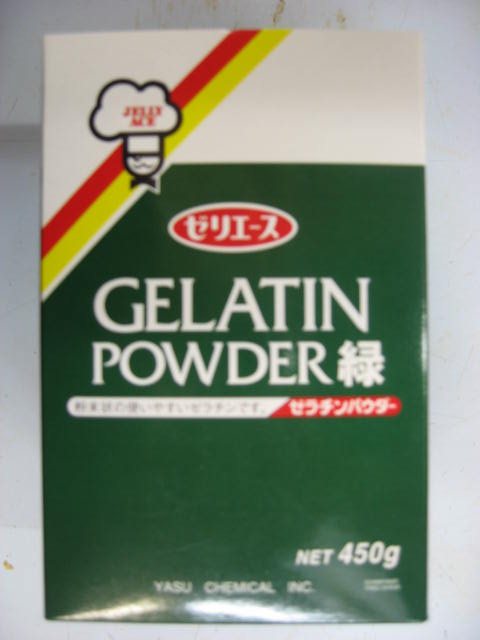 JELLY
ACE
ゼリエース
GELATIN
POWDER緑
粉末状の使いやすいゼラチンです。 ゼラチンパウダー
NET 450g
YASU CHEMICAL INC.